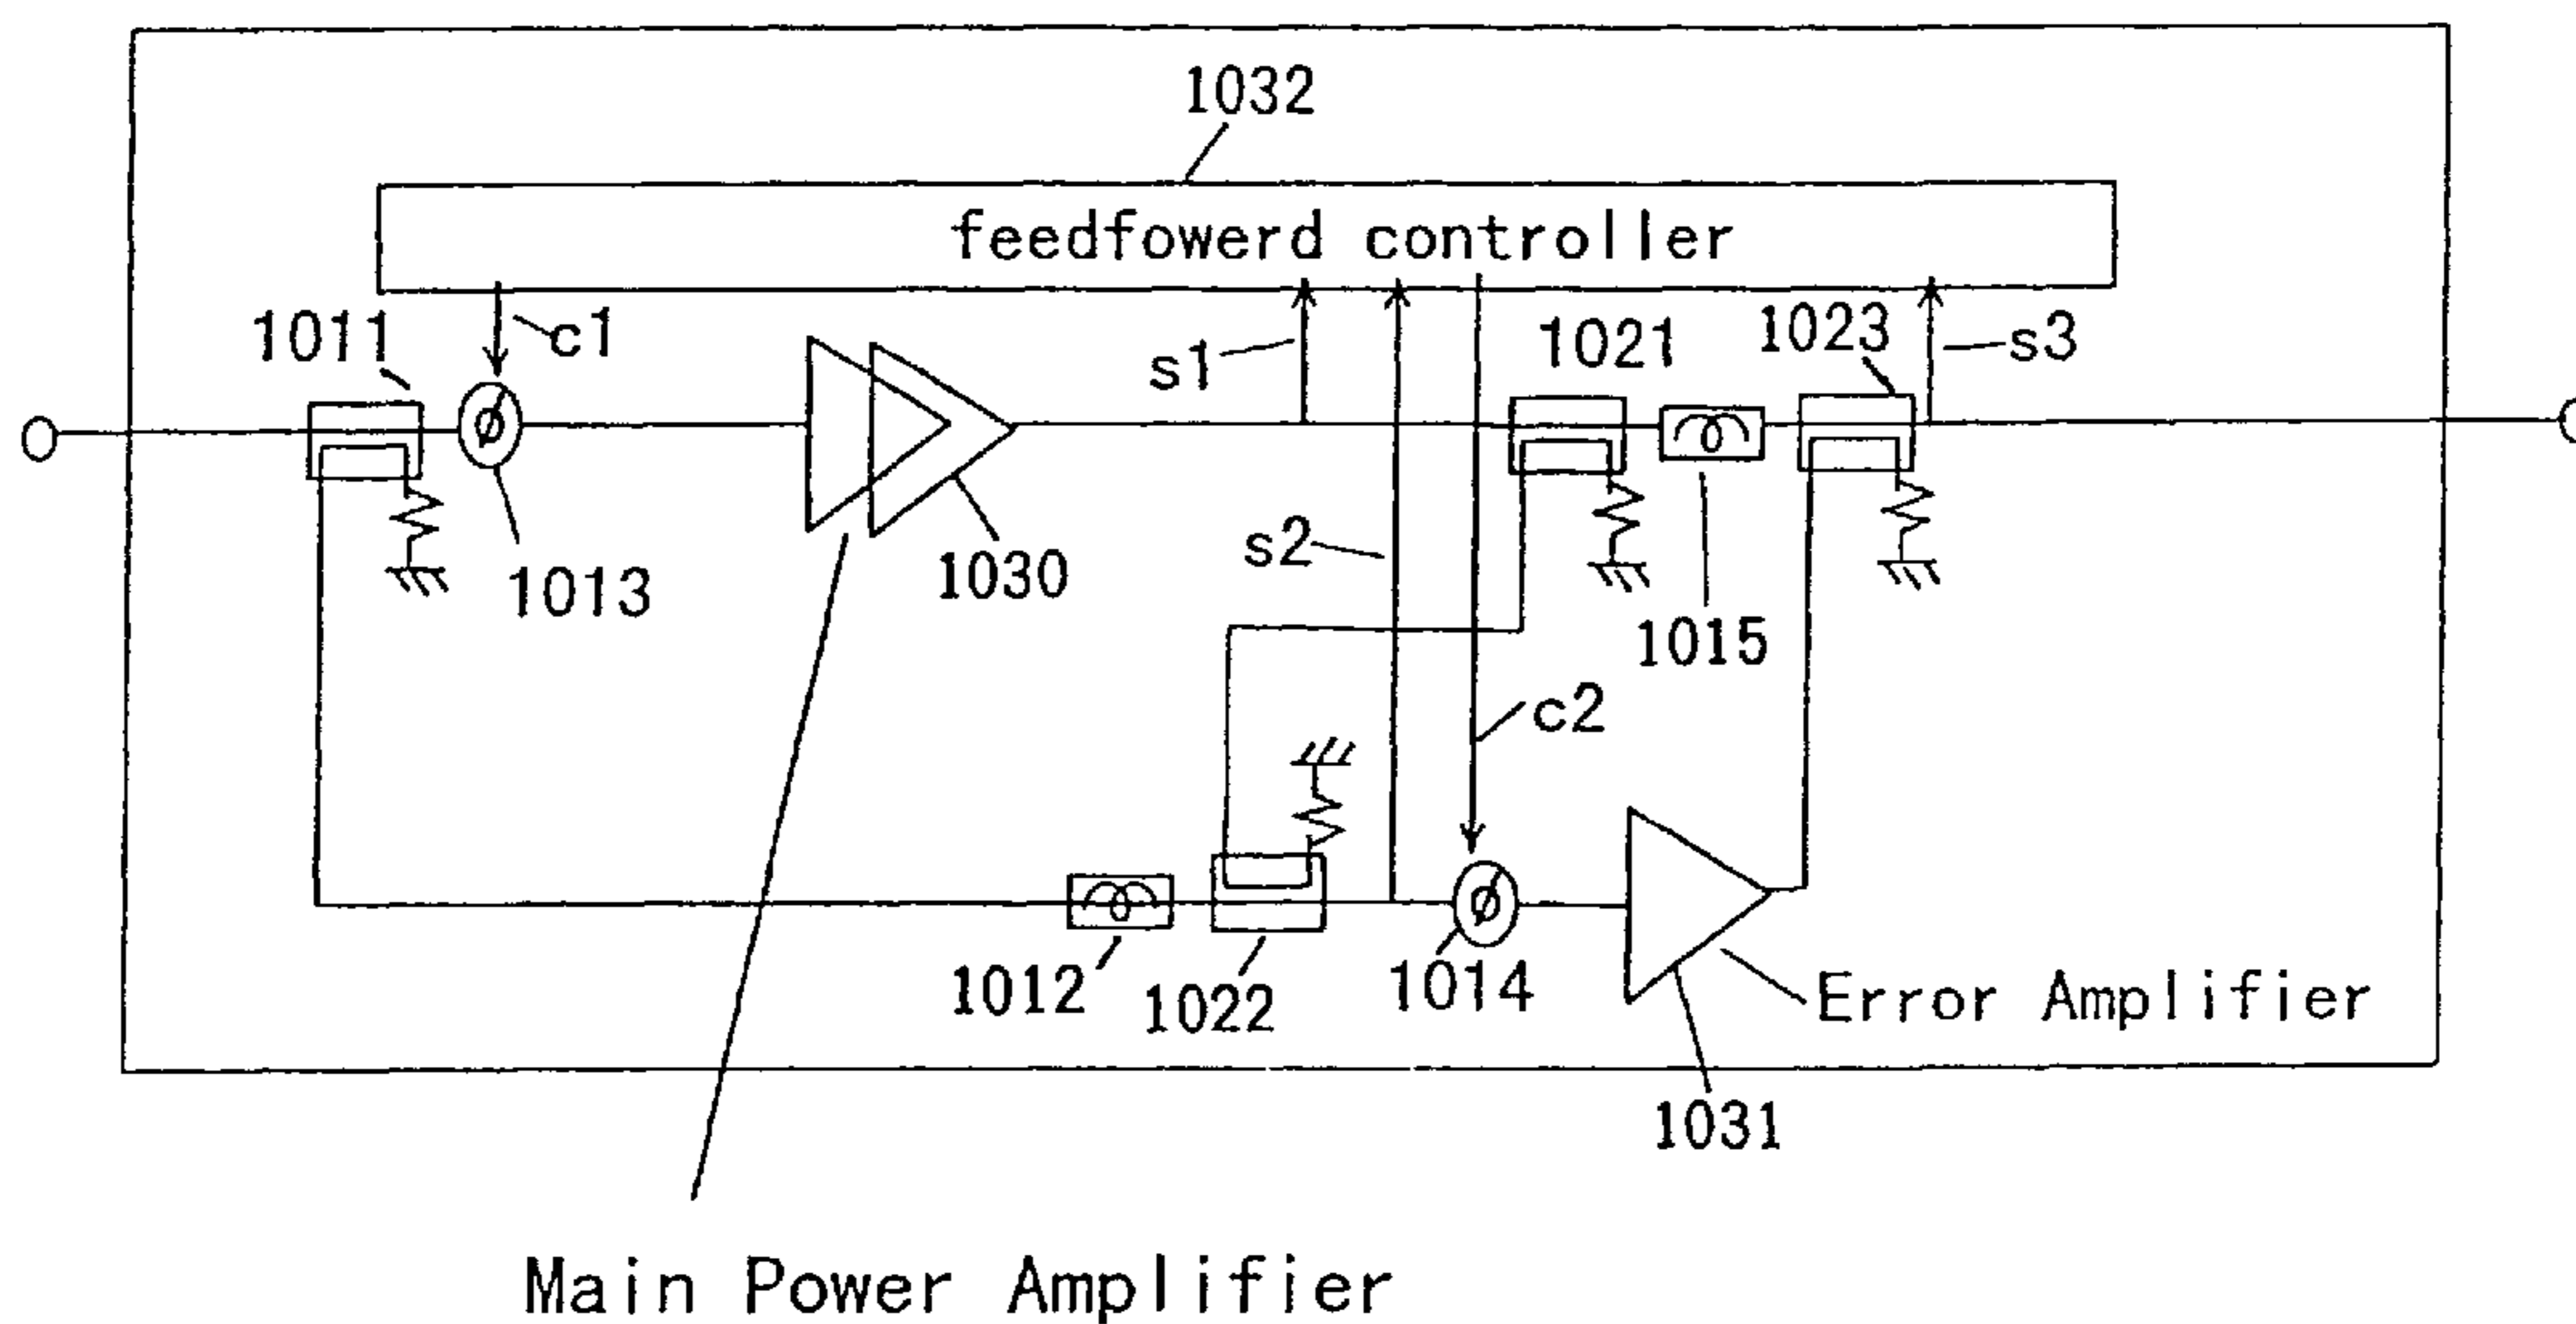 1032
feedfowerd controller
1011
c1
s1
1021
1023
s3
1013
1030
s2
1015
c2
1012
1022
1014
Error Amplifier
1031
Main Power Amplifier